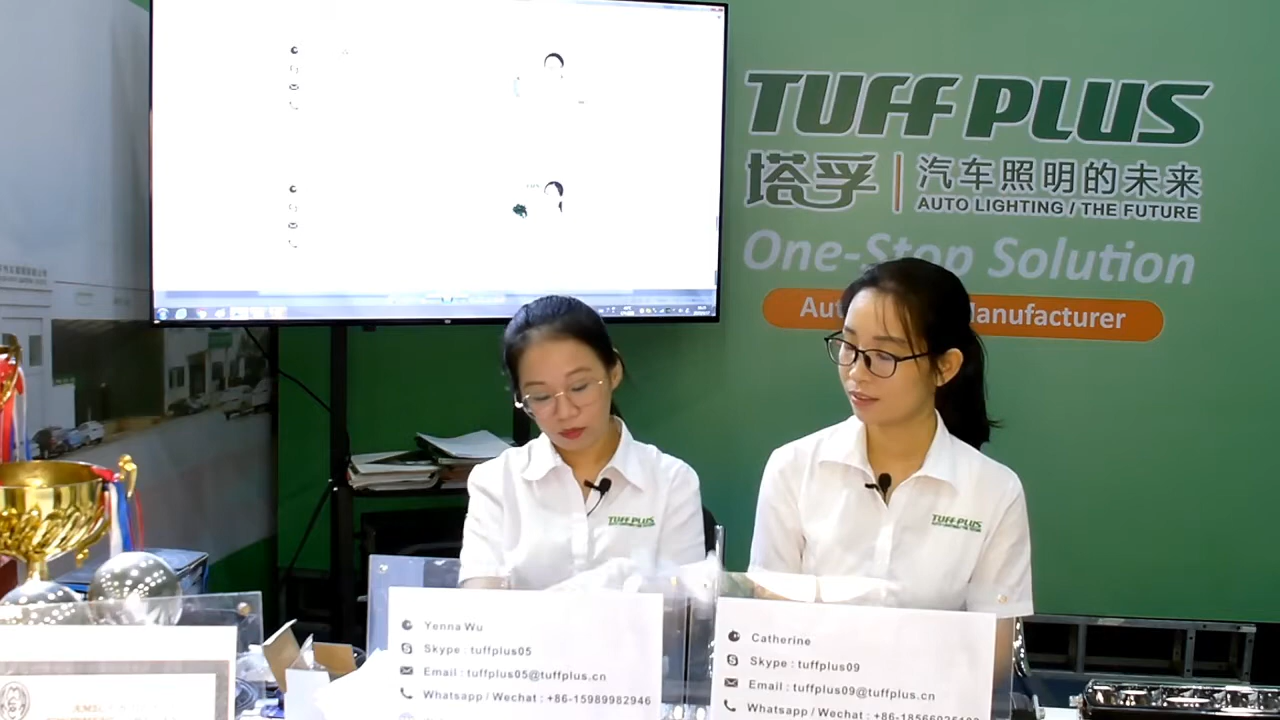 TUFF PLUS
塔孚
汽车照明的未来
AUTO LIGHTING / THE FUTURE
One-Stop Solution
Manufacturer
TUFF PLUS
TUFF PLUS
Yenna Wu
Skype : tuffplus05
Email : tuffplus05@tuffplus.cn
Whatsapp / Wechat : +86-15989982946
Catherine
Skype : tuffplus09
Email : tuffplus09@tuffplus.cn
Whatsapp / Wechat :